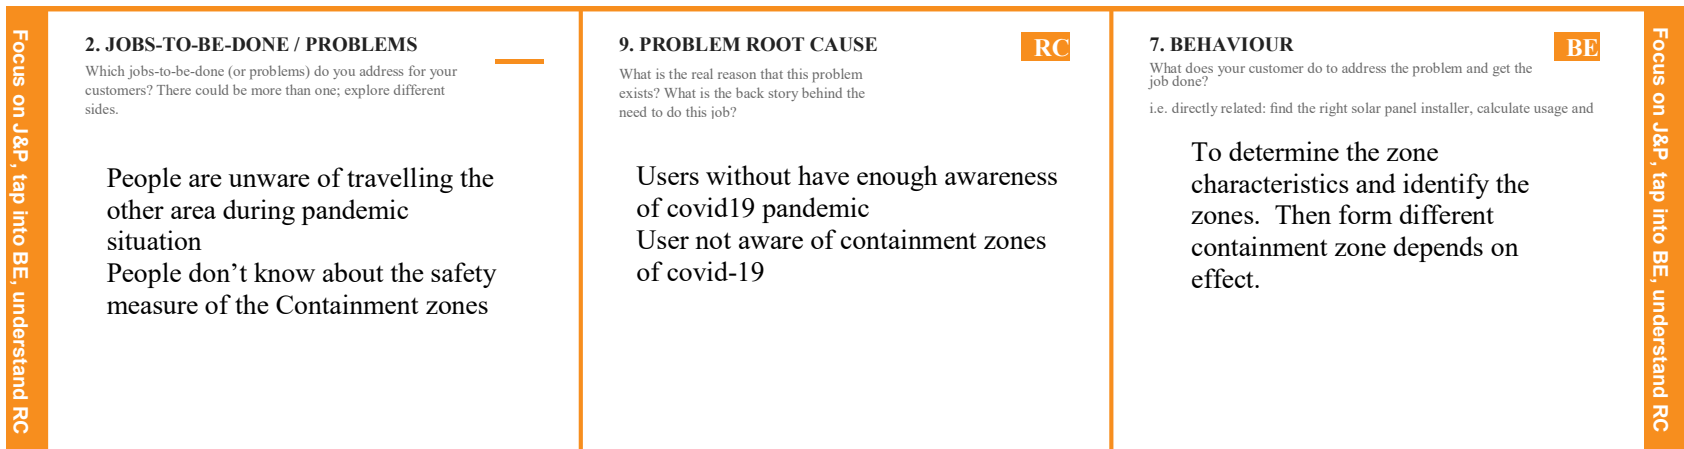 Focus on J&P, tap into BE, understand RC
2. JOBS-TO-BE-DONE / PROBLEMS
Which jobs-to-be-done (or problems) do you address for your
customers? There could be more than one; explore different
sides.
People are unware of travelling the
other area during pandemic
situation
People don’t know about the safety
measure of the Containment zones
9. PROBLEM ROOT CAUSE
RC
What is the real reason that this problem
exists? What is the back story behind the
need to do this job?
Users without have enough awareness
of covid19 pandemic
User not aware of containment zones
of covid-19
7. BEHAVIOUR
BE
What does your customer do to address the problem and get the
job done?
i.e. directly related: find the right solar panel installer, calculate usage and
To determine the zone
characteristics and identify the
zones.  Then form different
containment zone depends on
effect.
Focus on J&P, tap into BE, understand RC